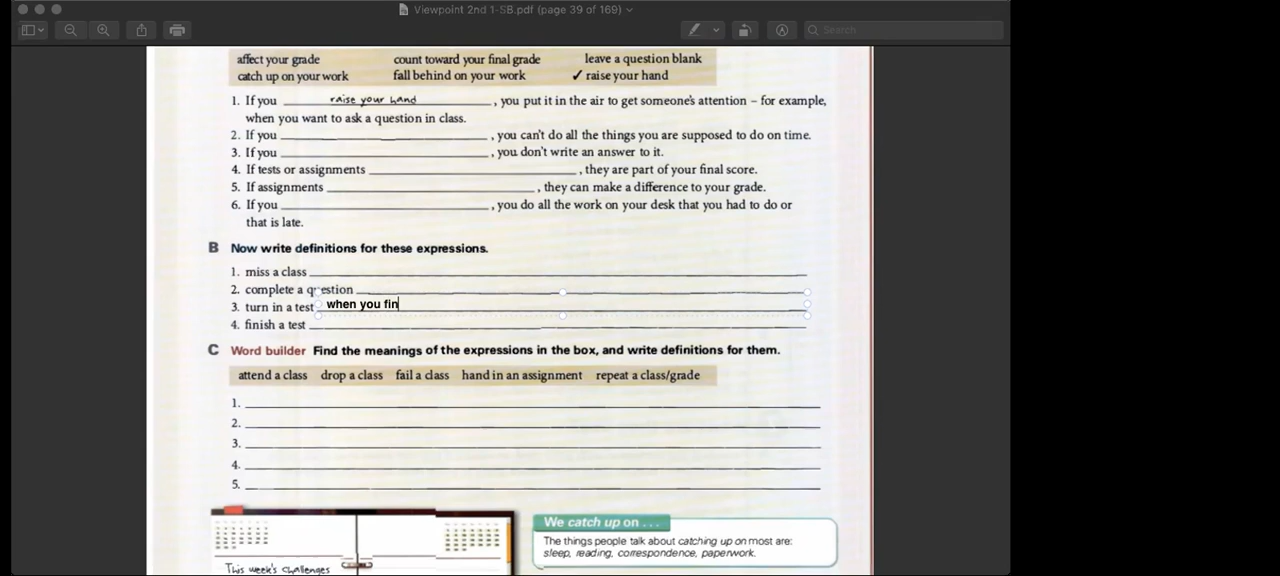 Viewpoint 2nd 1-SB.pdf (page 39 of 169)
Search
affect your grade count toward your final grade leave a question blank
catch up on your work fall behind on your work ✓ raise your hand
1. If you raise your hand, you put it in the air to get someone's attention – for example,
when you want to ask a question in class.
2. If you ____, you can't do all the things you are supposed to do on time.
3. If you ____, you don't write an answer to it.
4. If tests or assignments ____, they are part of your final score.
5. If assignments ____, they can make a difference to your grade.
6. If you ____, you do all the work on your desk that you had to do or
that is late.
B Now write definitions for these expressions.
1. miss a class
2. complete a question
3. turn in a test when you fin
4. finish a test
C Word builder Find the meanings of the expressions in the box, and write definitions for them.
attend a class drop a class fail a class hand in an assignment repeat a class/grade
1.
2.
3.
4.
5.
We catch up on . . .
The things people talk about catching up on most are:
sleep, reading, correspondence, paperwork.
This week's challenges